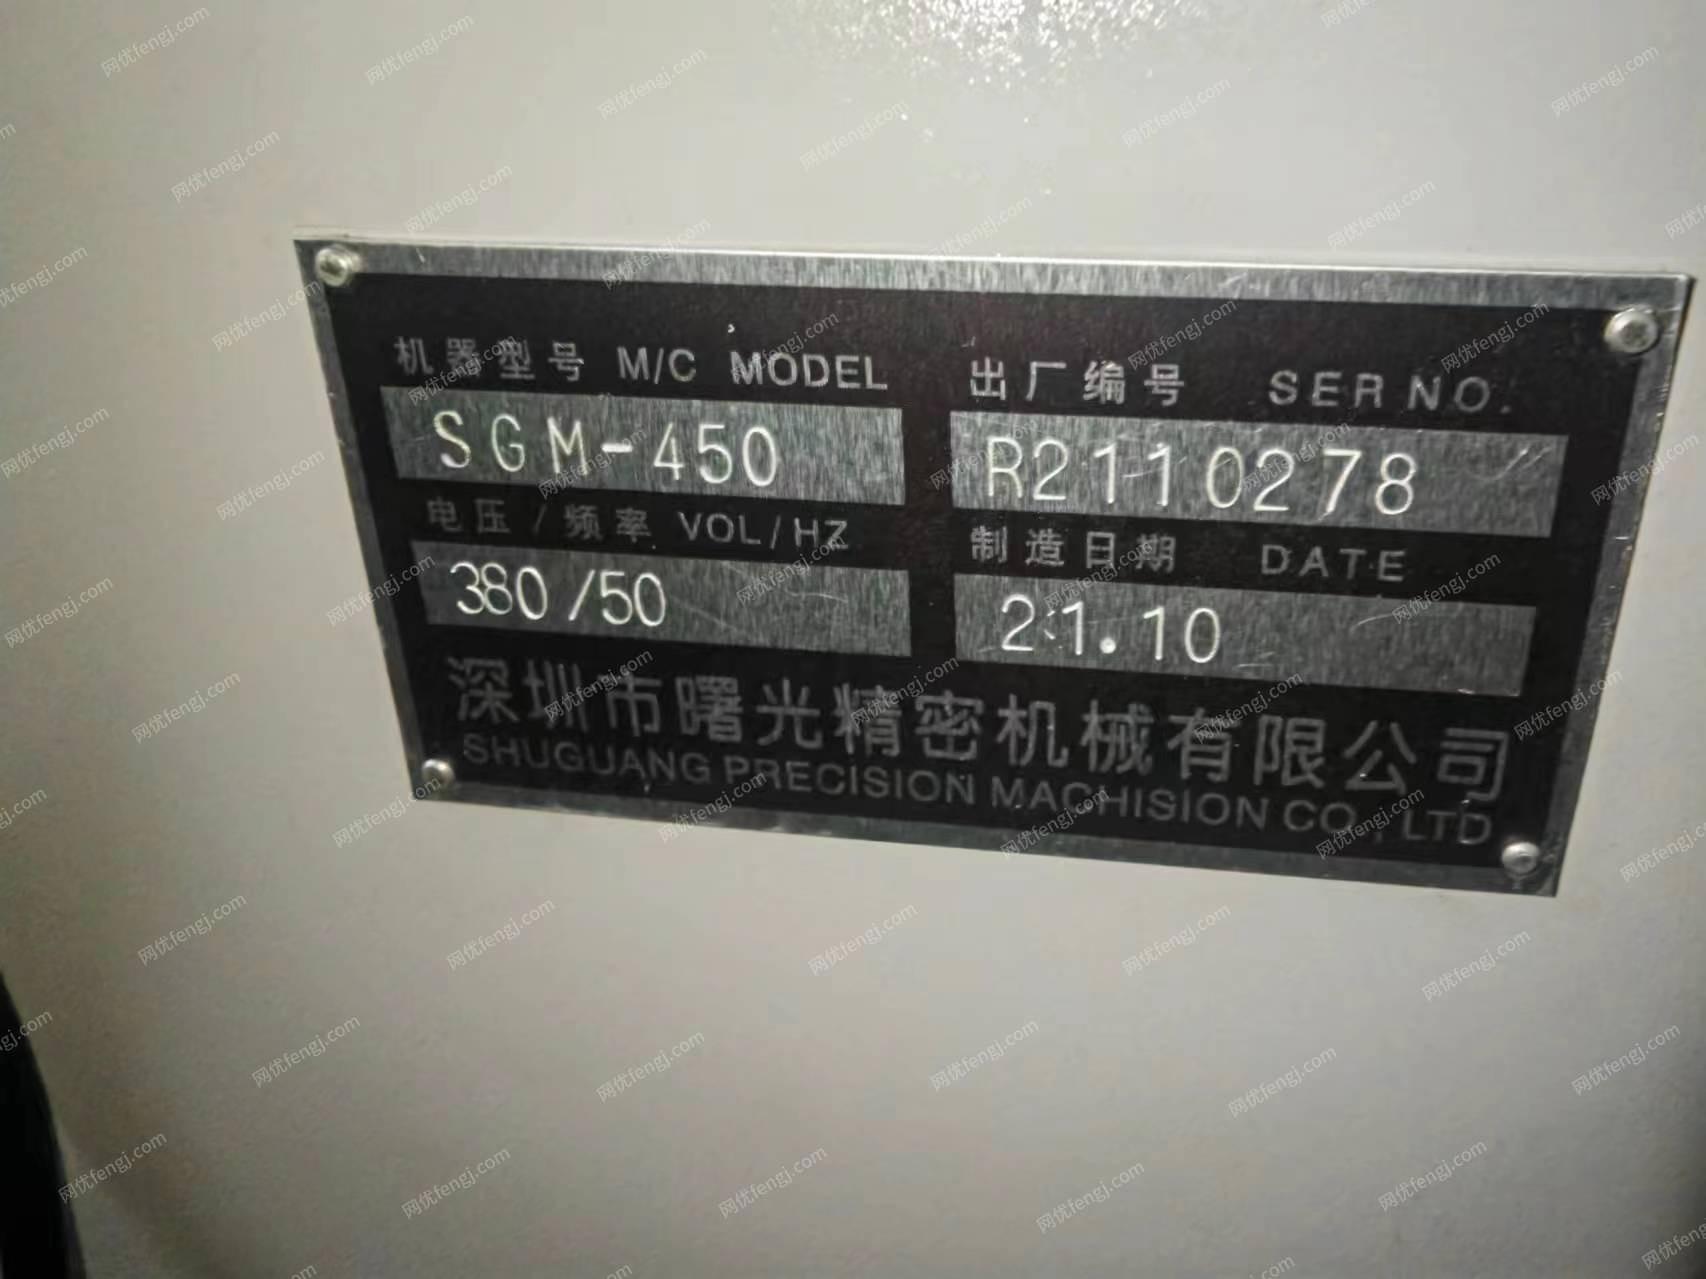 机器型号 M/C MODEL
SGM-450
出厂编号 SER NO.
R2110278
电压/频率 VOL/HZ
380/50
制造日期 DATE
21.10
深圳市曙光精密机械有限公司
SHUGUANG PRECISION MACHISION CO., LTD
网优fengj.com